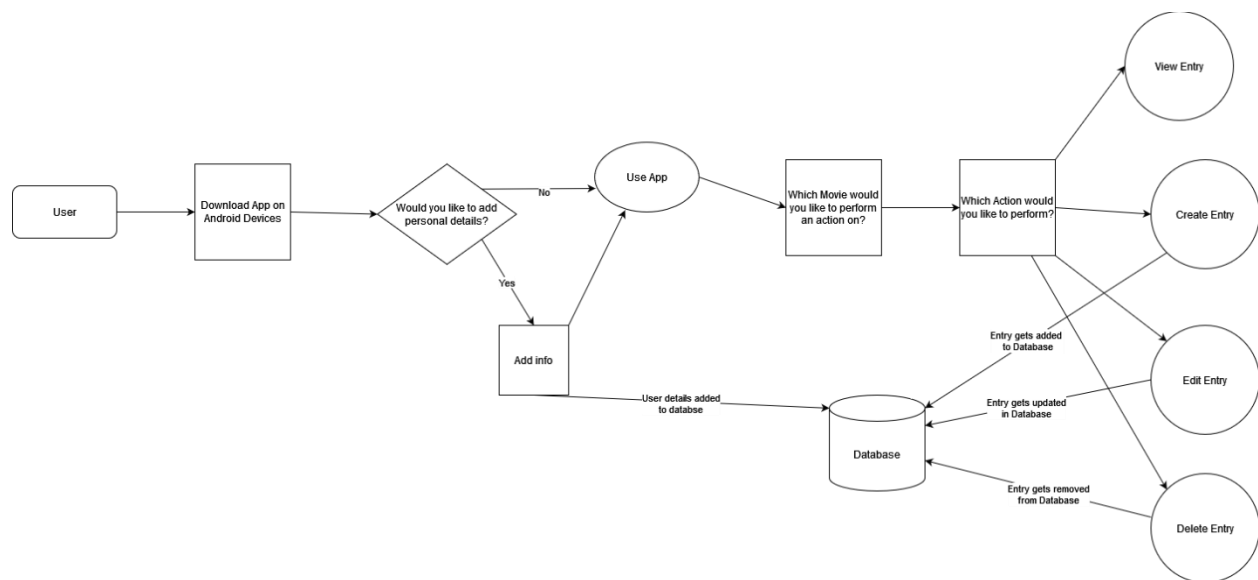 View Entry
User
Download App on
Android Devices
Would you like to add
personal details?
No
Yes
Use App
Which Movie would
you like to perform
an action on?
Which Action would
you like to perform?
Create Entry
Add info
User details added
to databse
Entry gets added
to Database
Entry gets updated
in Database
Edit Entry
Database
Entry gets removed
from Database
Delete Entry